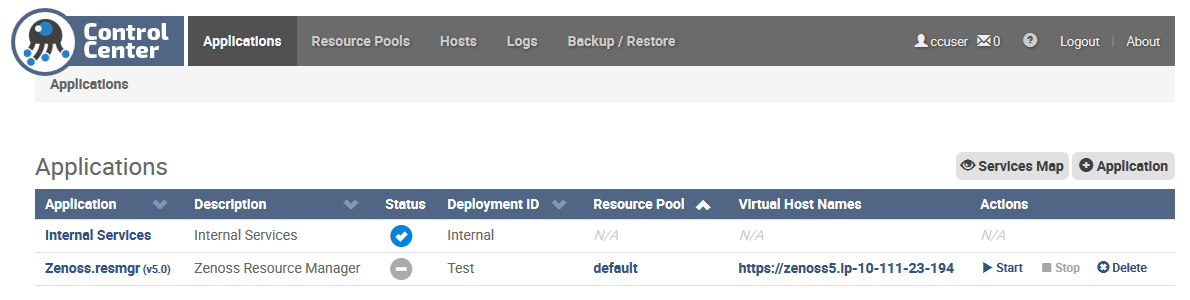 Control Center
Applications Resource Pools Hosts Logs Backup / Restore ccuser 0 ? Logout About
Applications
Applications Services Map Application
Application Description Status Deployment ID Resource Pool Virtual Host Names Actions
Internal Services Internal Services Internal N/A N/A N/A
Zenoss.resmgr (v5.0) Zenoss Resource Manager Test default https://zenoss5.ip-10-111-23-194 Start Stop Delete